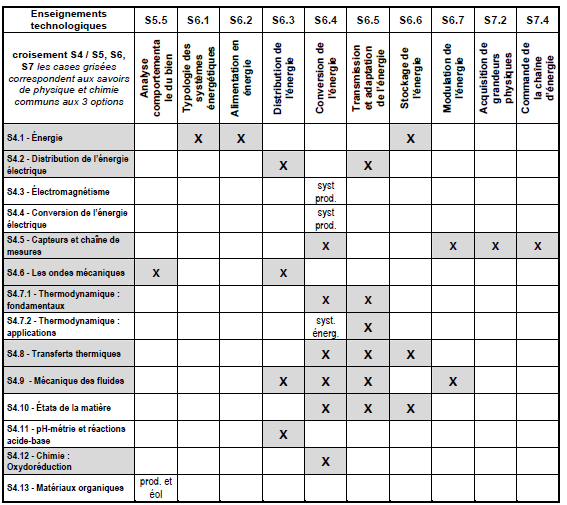 Enseignements
technologiques
S5.5
S6.1
S6.2
S6.3
S6.4
S6.5
S6.6
S6.7
S7.2
S7.4
croisement S4 / S5, S6,
S7 les cases grisées
correspondent aux savoirs
de physique et chimie
communs aux 3 options
Analyse
comportementa
le du bien
Typologie des
systèmes
énergétiques
Alimentation en
énergie
Distribution de
l'énergie
Conversion de
l'énergie
Transmission
et adaptation
de l'énergie
Stockage de
l'énergie
Modulation de
l'énergie
Acquisition de
grandeurs
physiques
Commande de
la chaîne
d'énergie
S4.1 - Énergie
X X X
S4.2 - Distribution de l'énergie
électrique
X X
S4.3 - Électromagnétisme
syst
prod.
S4.4 - Conversion de l'énergie
électrique
syst
prod.
S4.5 - Capteurs et chaîne de
mesures
X X X X
S4.6 - Les ondes mécaniques
X X
S4.7.1 - Thermodynamique :
fondamentaux
X X
S4.7.2 - Thermodynamique :
applications
syst.
énerg.
X
S4.8 - Transferts thermiques
X X X
S4.9 - Mécanique des fluides
X X X X
S4.10 - États de la matière
X X X
S4.11 - pH-métrie et réactions
acide-base
X
S4.12 - Chimie :
Oxydoréduction
X
S4.13 - Matériaux organiques
prod. et
éol